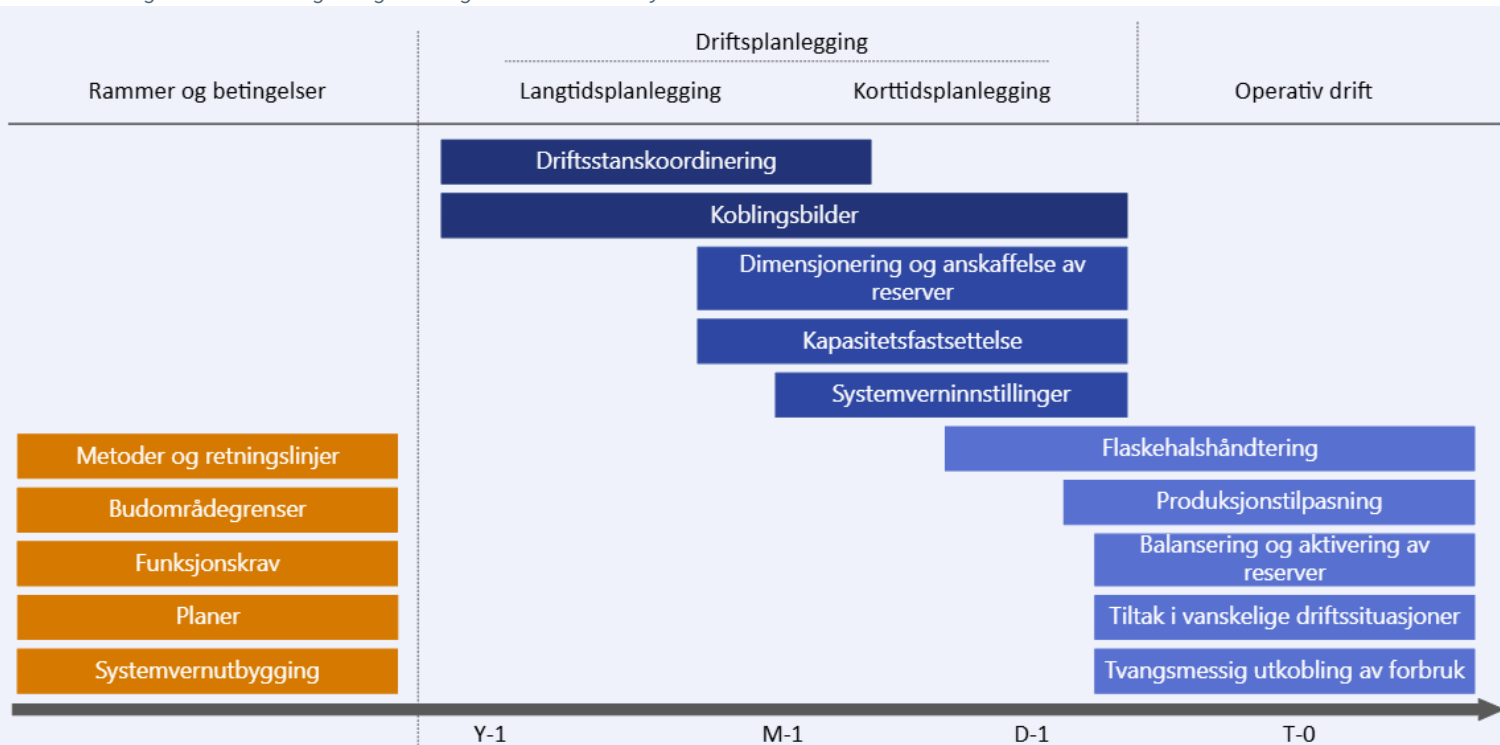 Driftsplanlegging
Rammer og betingelser
Langtidsplanlegging
Korttidsplanlegging
Operativ drift
Driftsstanskoordinering
Koblingsbilder
Dimensjonering og anskaffelse av
reserver
Kapasitetsfastsettelse
Systemverninnstillinger
Metoder og retningslinjer
Flaskehalshåndtering
Budområdegrenser
Produksjonstilpasning
Funksjonskrav
Balansering og aktivering av
reserver
Planer
Tiltak i vanskelige driftssituasjoner
Systemvernutbygging
Tvangsmessig utkobling av forbruk
Y-1
M-1
D-1
T-0